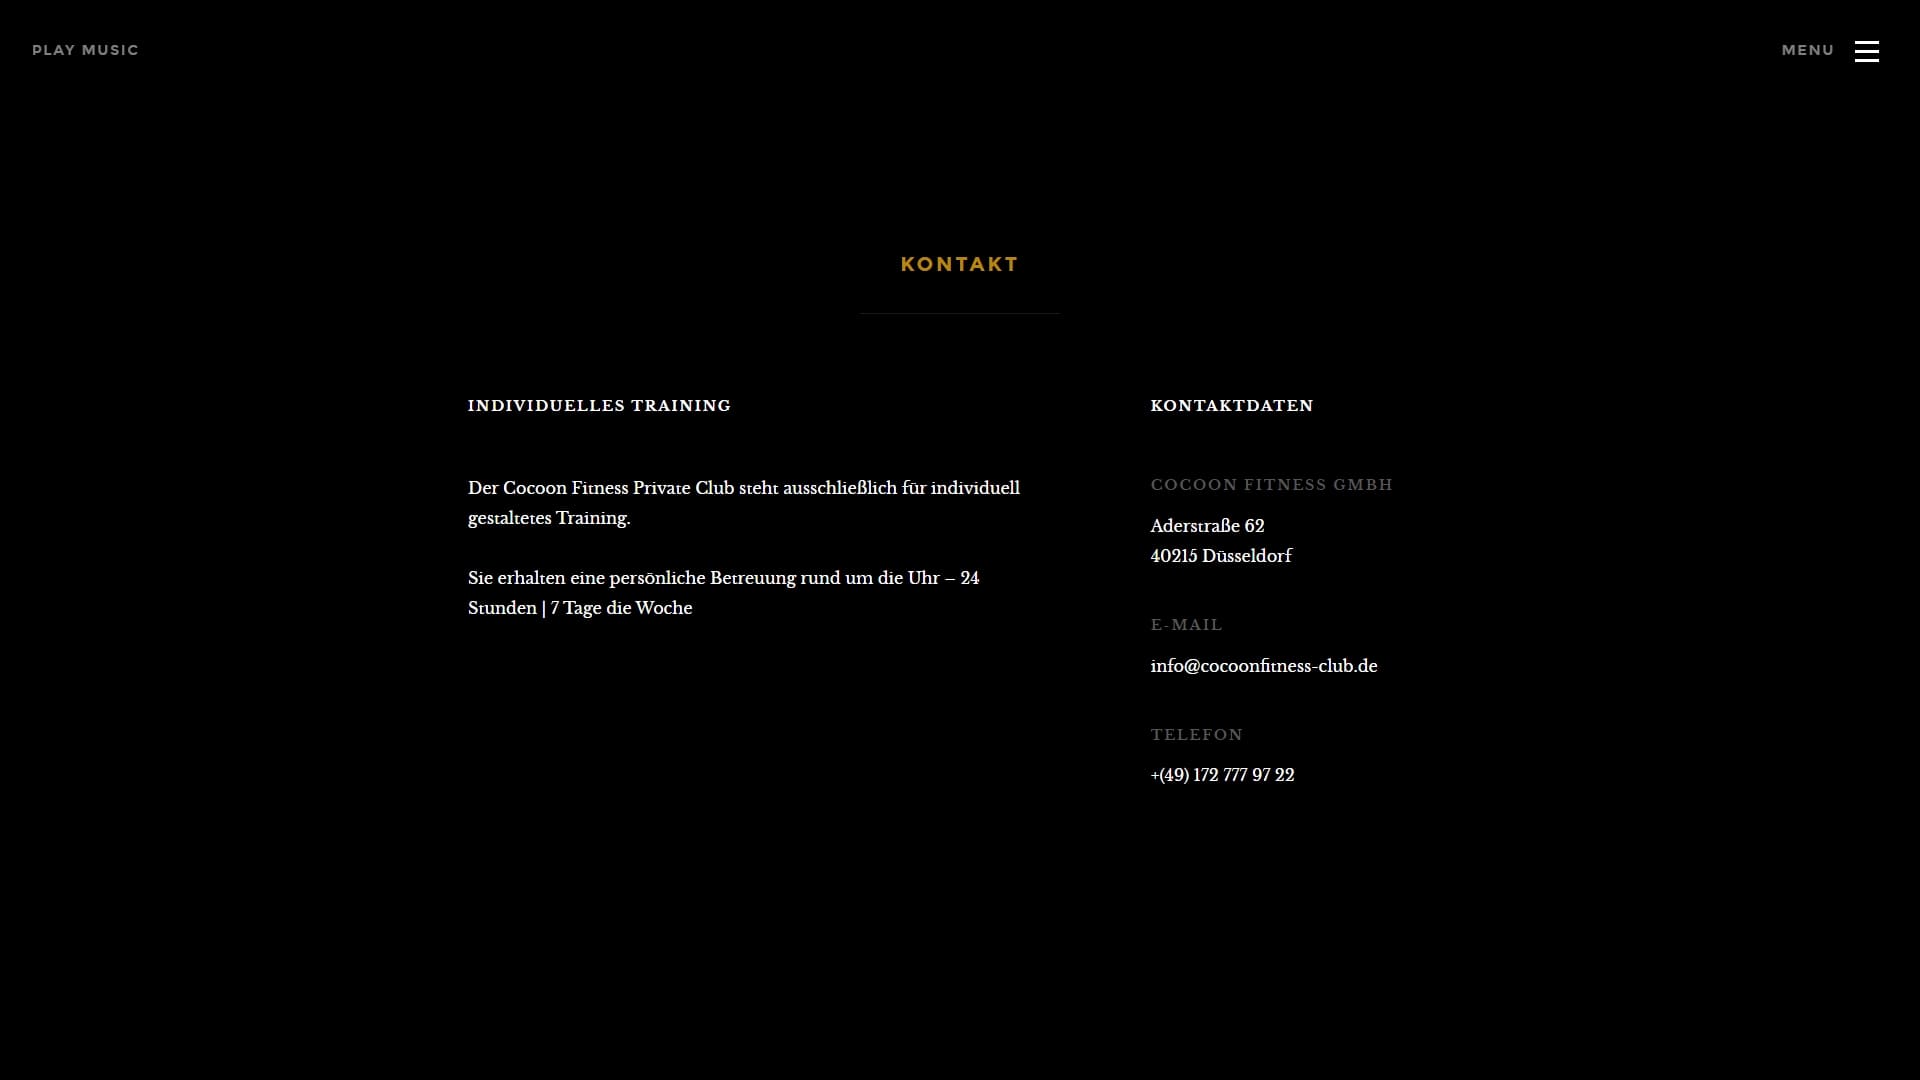 PLAY MUSIC
MENU
KONTAKT
INDIVIDUELLES TRAINING
Der Cocoon Fitness Private Club steht ausschließlich für individuell
gestaltetes Training.
Sie erhalten eine persönliche Betreuung rund um die Uhr – 24
Stunden | 7 Tage die Woche
KONTAKTDATEN
COCOON FITNESS GMBH
Aderstraße 62
40215 Düsseldorf
E-MAIL
info@cocoonfitness-club.de
TELEFON
+(49) 172 777 97 22